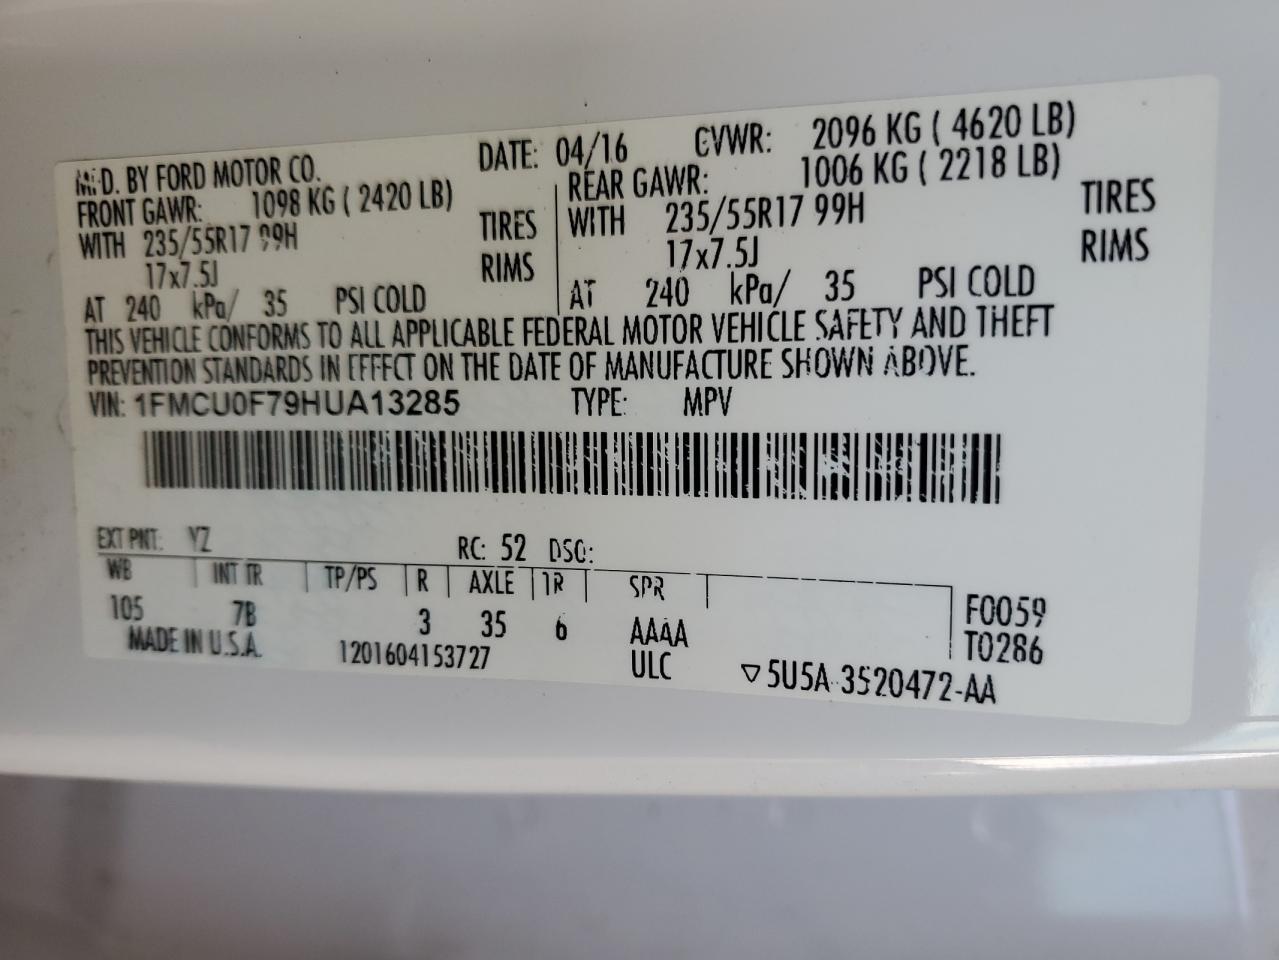 MFD. BY FORD MOTOR CO. DATE: 04/16 GVWR: 2096 KG ( 4620 LB)
FRONT GAWR: 1098 KG ( 2420 LB) REAR GAWR: 1006 KG ( 2218 LB)
WITH 235/55R17 99H TIRES WITH 235/55R17 99H TIRES
17x7.5J RIMS 17x7.5J RIMS
AT 240 kPa/ 35 PSI COLD AT 240 kPa/ 35 PSI COLD
THIS VEHICLE CONFORMS TO ALL APPLICABLE FEDERAL MOTOR VEHICLE SAFETY AND THEFT
PREVENTION STANDARDS IN EFFECT ON THE DATE OF MANUFACTURE SHOWN ABOVE.
VIN: 1FMCU0F79HUA13285 TYPE: MPV
EXT PNT: YZ RC: 52 DSO:
WB INT TR TP/PS R AXLE TR SPR
105 7B 3 35 6 AAAA F0059
MADE IN U.S.A. 1201604153727 ULC T0286
▽5U5A-3520472-AA